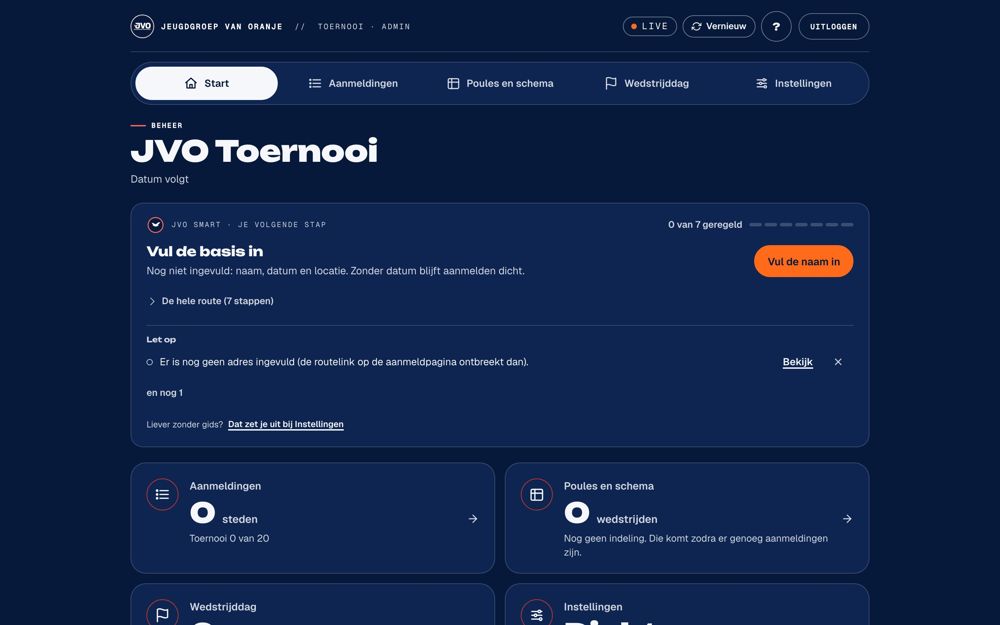 JVO JEUGDGROEP VAN ORANJE // TOERNOOI · ADMIN
LIVE
Vernieuw
?
UITLOGGEN
Start
Aanmeldingen
Poules en schema
Wedstrijddag
Instellingen
BEHEER
JVO Toernooi
Datum volgt
JVO SMART · JE VOLGENDE STAP
0 van 7 geregeld
Vul de basis in
Nog niet ingevuld: naam, datum en locatie. Zonder datum blijft aanmelden dicht.
Vul de naam in
De hele route (7 stappen)
Let op
Er is nog geen adres ingevuld (de routelink op de aanmeldpagina ontbreekt dan).
Bekijk
en nog 1
Liever zonder gids? Dat zet je uit bij Instellingen
Aanmeldingen
0 steden
Toernooi 0 van 20
Poules en schema
0 wedstrijden
Nog geen indeling. Die komt zodra er genoeg aanmeldingen
zijn.
Wedstrijddag
Instellingen